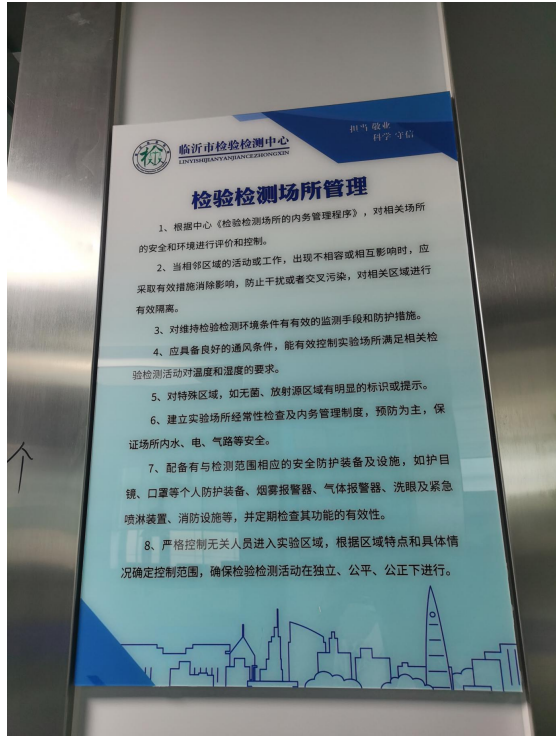 临沂市检验检测中心
LINYISHIJIANYANJIANCEZHONGXIN
担当 敬业
科学 守信
检
检验检测场所管理
1、根据中心《检验检测场所的内务管理程序》，对相关场所
的安全和环境进行评价和控制。
2、当相邻区域的活动或工作，出现不相容或相互影响时，应
采取有效措施消除影响，防止干扰或者交叉污染，对相关区域进行
有效隔离。
3、对维持检验检测环境条件有有效的监测手段和防护措施。
4、应具备良好的通风条件，能有效控制实验场所满足相关检
验检测活动对温度和湿度的要求。
5、对特殊区域，如无菌、放射源区域有明显的标识或提示。
6、建立实验场所经常性检查及内务管理制度，预防为主，保
证场所内水、电、气路等安全。
7、配备有与检测范围相应的安全防护装备及设施，如护目
镜、口罩等个人防护装备、烟雾报警器、气体报警器、洗眼及紧急
喷淋装置、消防设施等，并定期检查其功能的有效性。
8、严格控制无关人员进入实验区域，根据区域特点和具体情
况确定控制范围，确保检验检测活动在独立、公平、公正下进行。
个